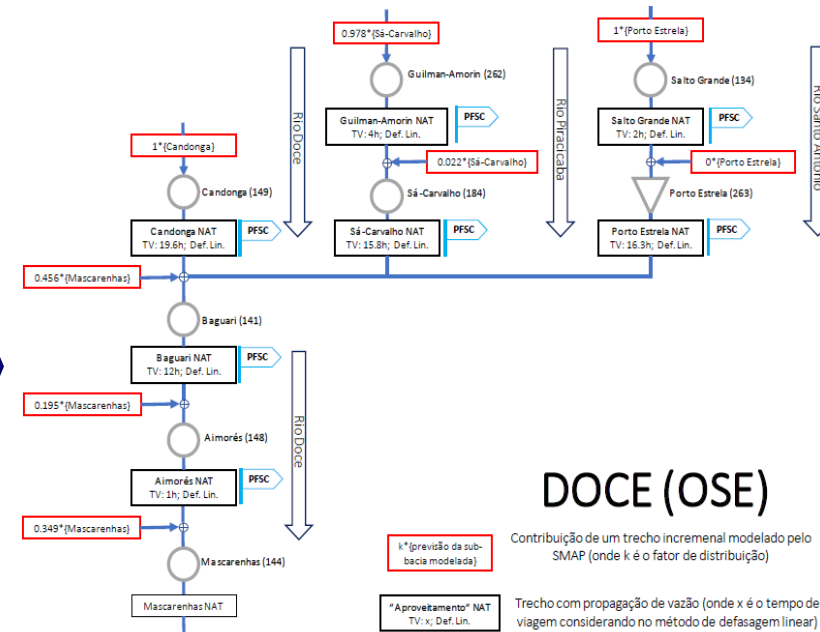 0.978*{Sá-Carvalho}
Guilman-Amorin (262)
Guilman-Amorin NAT
TV: 4h; Def. Lin.
PFSC
0.022*{Sá-Carvalho}
Sá-Carvalho (184)
Sá-Carvalho NAT
TV: 15.8h; Def. Lin.
PFSC
Rio Piracicaba
1*{Porto Estrela}
Salto Grande (134)
Salto Grande NAT
TV: 2h; Def. Lin.
PFSC
0*{Porto Estrela}
Porto Estrela (263)
Porto Estrela NAT
TV: 16.3h; Def. Lin.
PFSC
Rio Santo Antonio
1*{Candonga}
Candonga (149)
Candonga NAT
TV: 19.6h; Def. Lin.
PFSC
Rio Doce
0.456*{Mascarenhas}
Baguari (141)
Baguari NAT
TV: 12h; Def. Lin.
PFSC
0.195*{Mascarenhas}
Aimorés (148)
Aimorés NAT
TV: 1h; Def. Lin.
PFSC
Rio Doce
0.349*{Mascarenhas}
Mascarenhas (144)
Mascarenhas NAT
DOCE (OSE)
k*{previsão da sub-
bacia modelada}
Contribuição de um trecho incremenal modelado pelo
SMAP (onde k é o fator de distribuição)
"Aproveitamento" NAT
TV: x; Def. Lin.
Trecho com propagação de vazão (onde x é o tempo de
viagem considerando no método de defasagem linear)